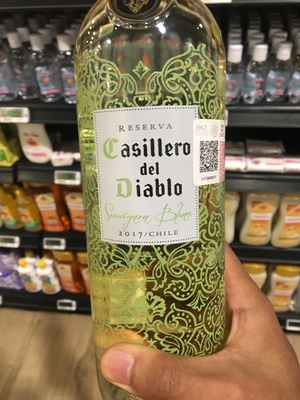 RESERVA
Casillero
del
Diablo
Sauvignon Blanc
2017/CHILE